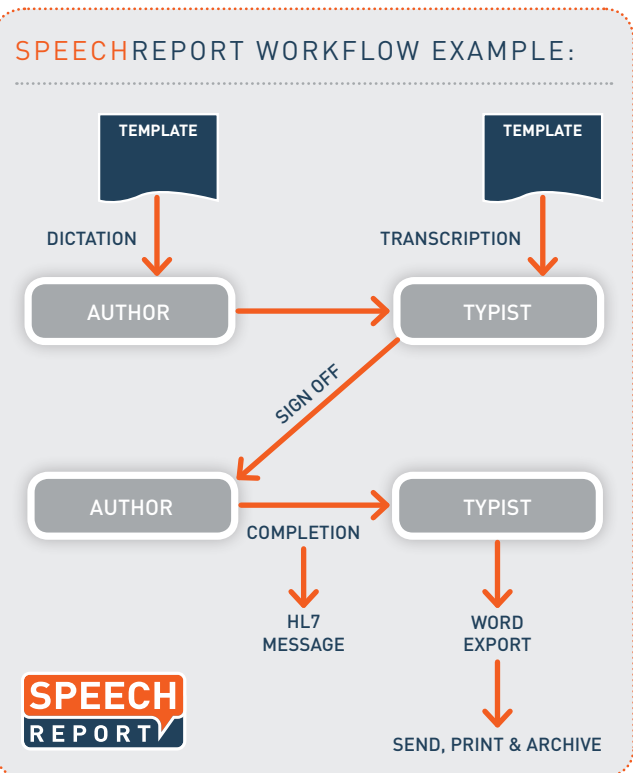 SPEECHREPORT WORKFLOW EXAMPLE:
TEMPLATE
TEMPLATE
DICTATION
TRANSCRIPTION
AUTHOR
TYPIST
SIGN OFF
AUTHOR
TYPIST
COMPLETION
HL7
MESSAGE
WORD
EXPORT
SPEECH
REPORT
SEND, PRINT & ARCHIVE